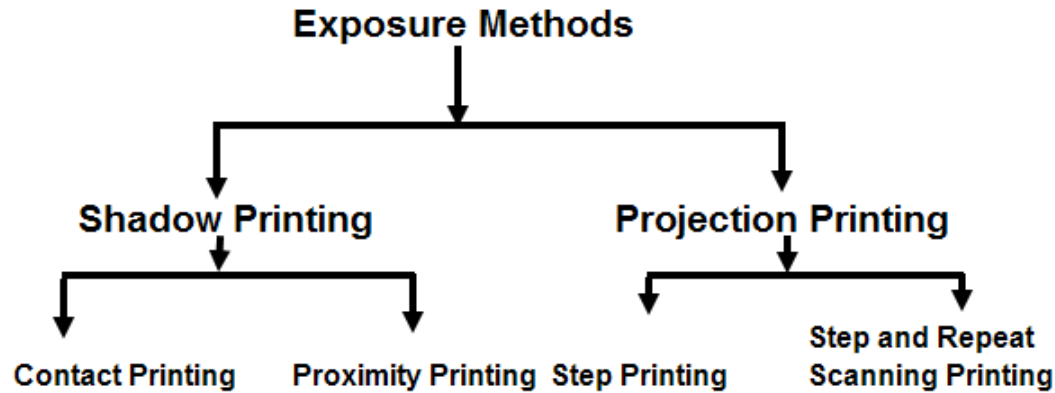 Exposure Methods
Shadow Printing
Projection Printing
Contact Printing
Proximity Printing
Step Printing
Step and Repeat
Scanning Printing